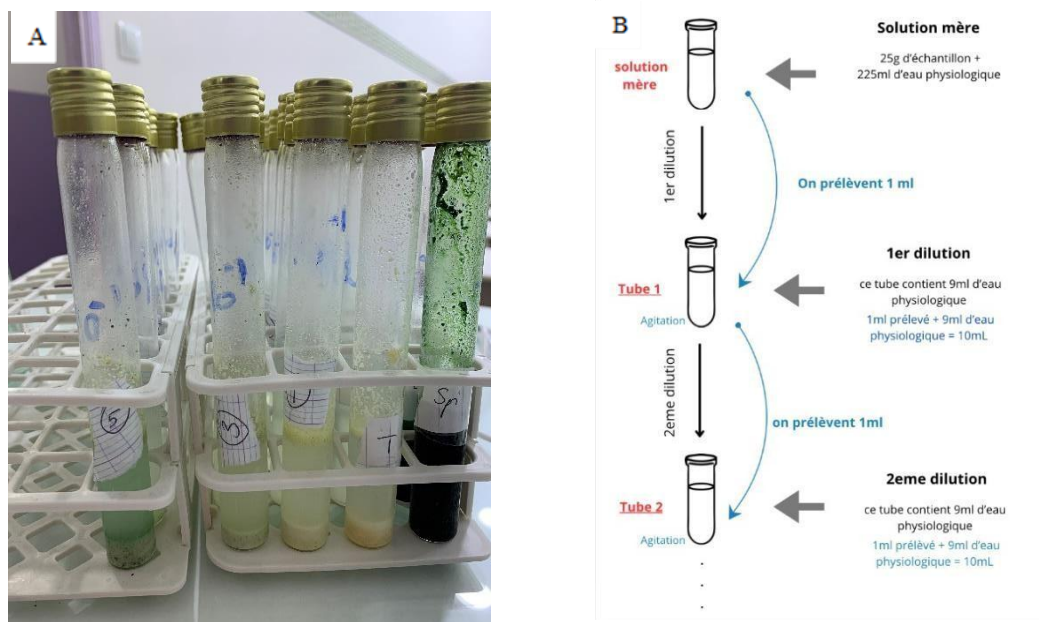 A
5
3
1
T
Sp
B
Solution mère
25g d'échantillon +
225ml d'eau physiologique
solution
mère
1er dilution
On prélèvent 1 ml
1er dilution
ce tube contient 9ml d'eau
physiologique
1ml prélevé + 9ml d'eau
physiologique = 10mL
Tube 1
Agitation
2eme dilution
on prélèvent 1ml
2eme dilution
ce tube contient 9ml d'eau
physiologique
1ml prélèvé + 9ml d'eau
physiologique = 10mL
Tube 2
Agitation